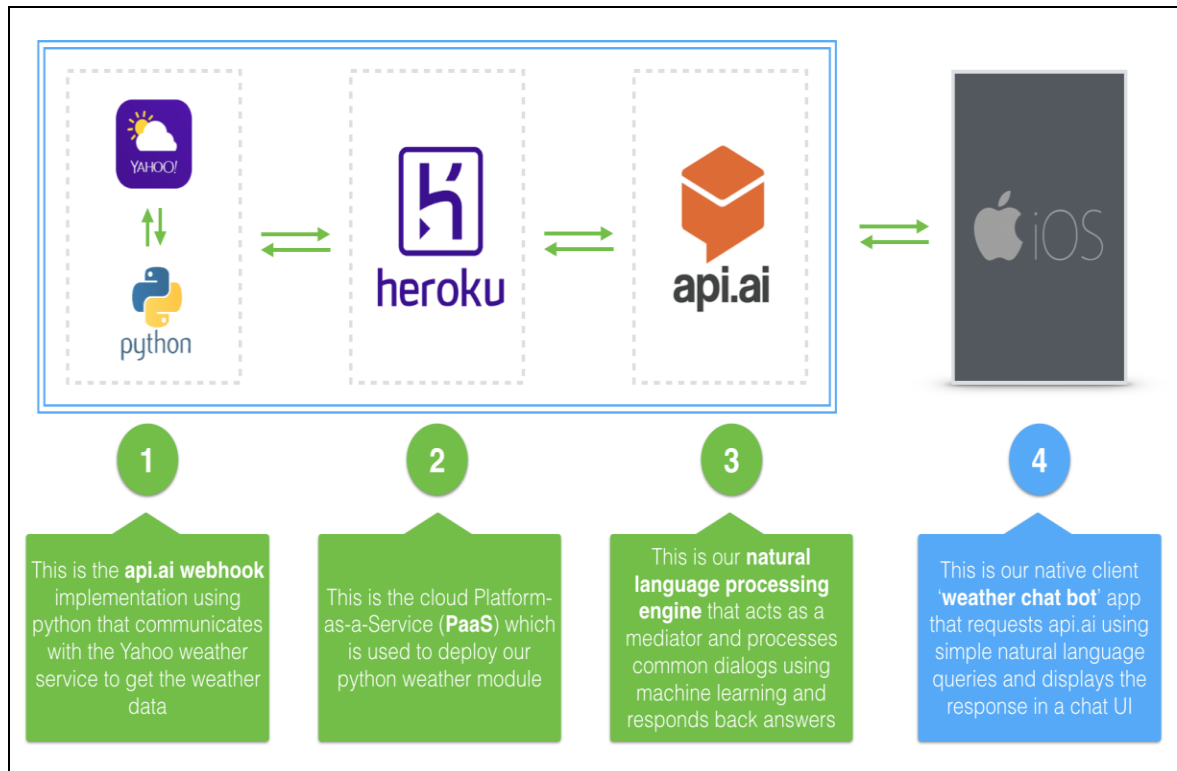 YAHOO!
python
heroku
api.ai
iOS
1
2
3
4
This is the api.ai webhook
implementation using
python that communicates
with the Yahoo weather
service to get the weather
data
This is the cloud Platform-
as-a-Service (PaaS) which
is used to deploy our
python weather module
This is our natural
language processing
engine that acts as a
mediator and processes
common dialogs using
machine learning and
responds back answers
This is our native client
‘weather chat bot’ app
that requests api.ai using
simple natural language
queries and displays the
response in a chat UI